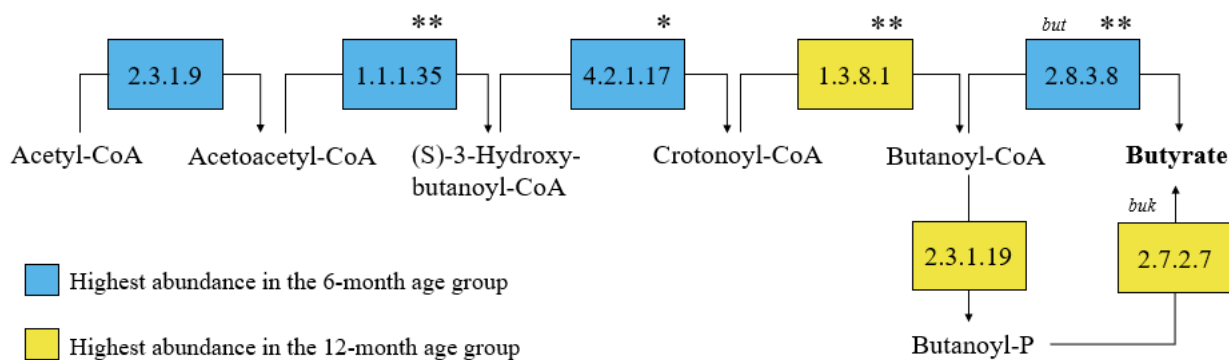 ** * ** but **
2.3.1.9 1.1.1.35 4.2.1.17 1.3.8.1 2.8.3.8
Acetyl-CoA Acetoacetyl-CoA (S)-3-Hydroxy- Crotonoyl-CoA Butanoyl-CoA Butyrate
butanoyl-CoA
buk
2.3.1.19 2.7.2.7
Highest abundance in the 6-month age group
Highest abundance in the 12-month age group
Butanoyl-P